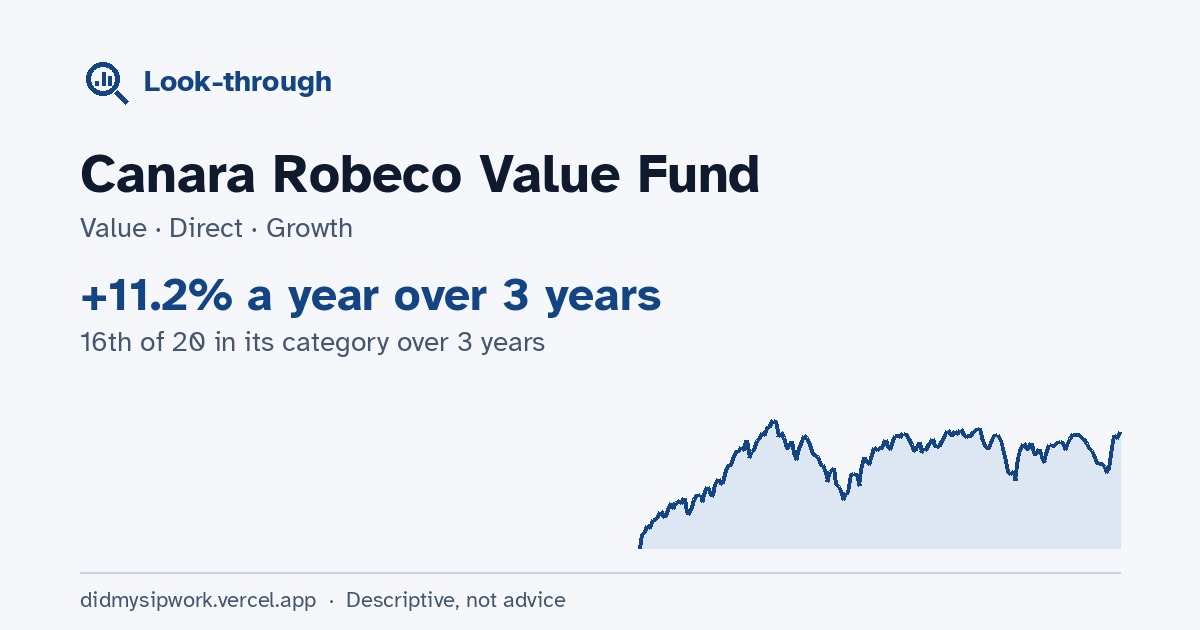 Look-through
Canara Robeco Value Fund
Value · Direct · Growth
+11.2% a year over 3 years
16th of 20 in its category over 3 years
didmysipwork.vercel.app · Descriptive, not advice